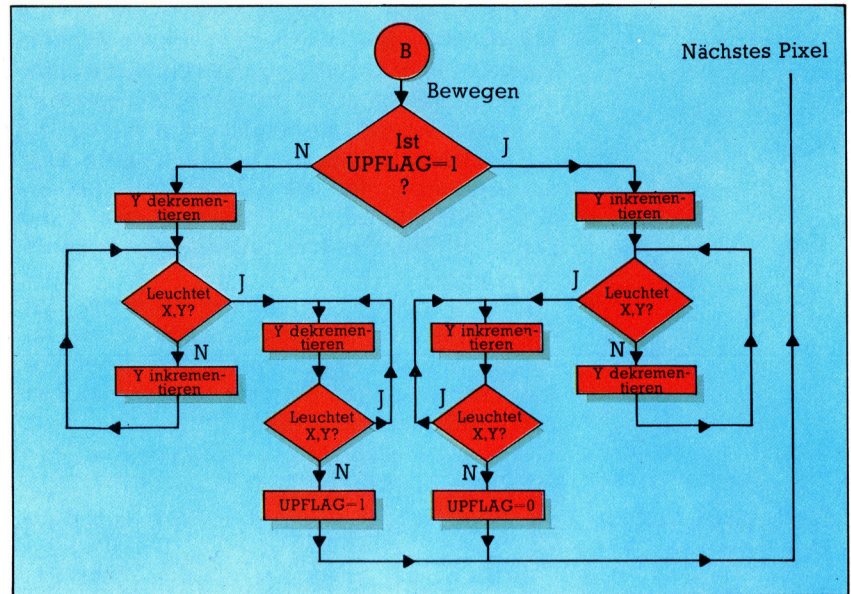 B
Nächstes Pixel
Bewegen
Ist
UPFLAG=1
?
N
J
Y dekremen-
tieren
Y inkremen-
tieren
Leuchtet
X,Y?
J
N
Y inkremen-
tieren
Y dekremen-
tieren
Leuchtet
X,Y?
J
N
UPFLAG=1
Y inkremen-
tieren
Leuchtet
X,Y?
J
N
UPFLAG=0
Leuchtet
X,Y?
J
N
Y dekremen-
tieren